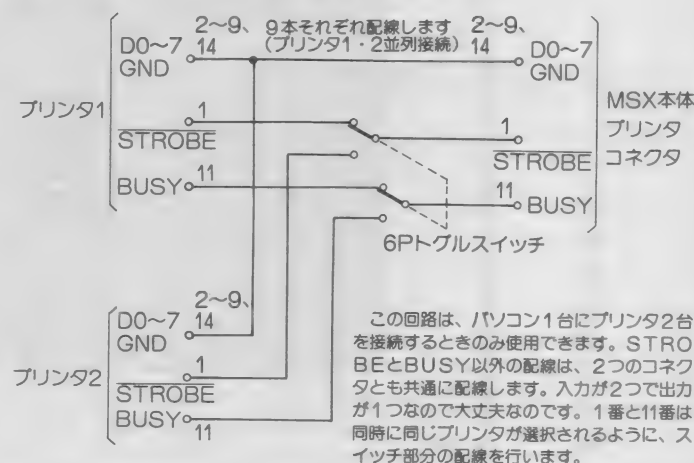 2～9、 9本それぞれ配線します 2～9、
D0～7 14 (プリンタ1・2並列接続) 14 D0～7
GND GND
プリンタ1
MSX本体
プリンタ
コネクタ
1 1
STROBE STROBE
BUSY 11 11 BUSY
6Pトグルスイッチ
2～9、
D0～7 14
GND
プリンタ2
1
STROBE
BUSY 11
この回路は、パソコン1台にプリンタ2台
を接続するときのみ使用できます。STRO
BEとBUSY以外の配線は、2つのコネク
タとも共通に配線します。入力が2つで出力
が1つなので大丈夫なのです。1番と11番は
同時に同じプリンタが選択されるように、ス
イッチ部分の配線を行います。